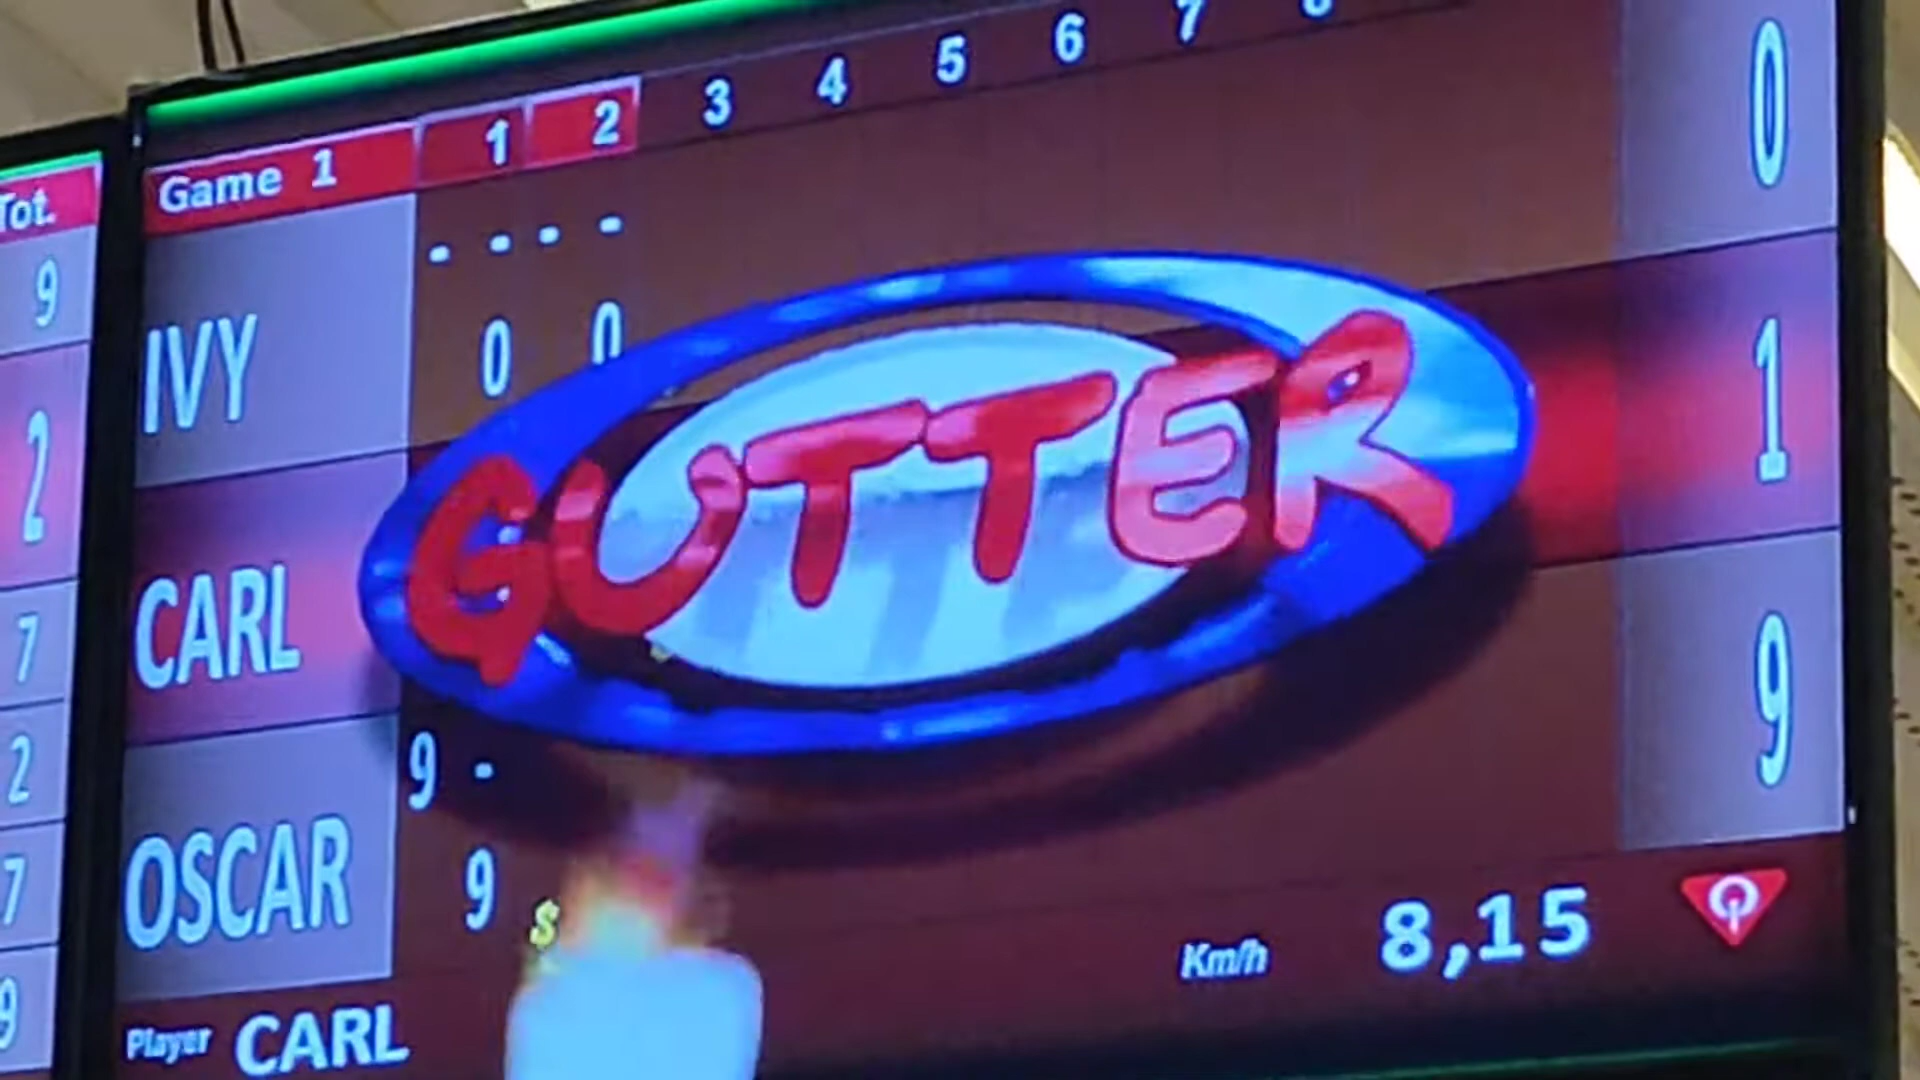 Tot.
9
2
7
2
7
9
Game 1 1 2 3 4 5 6 7
- - - -
IVY 0 0 0
GUTTER
CARL 1
9 -
OSCAR 9 9
$
Km/h 8,15
Player CARL